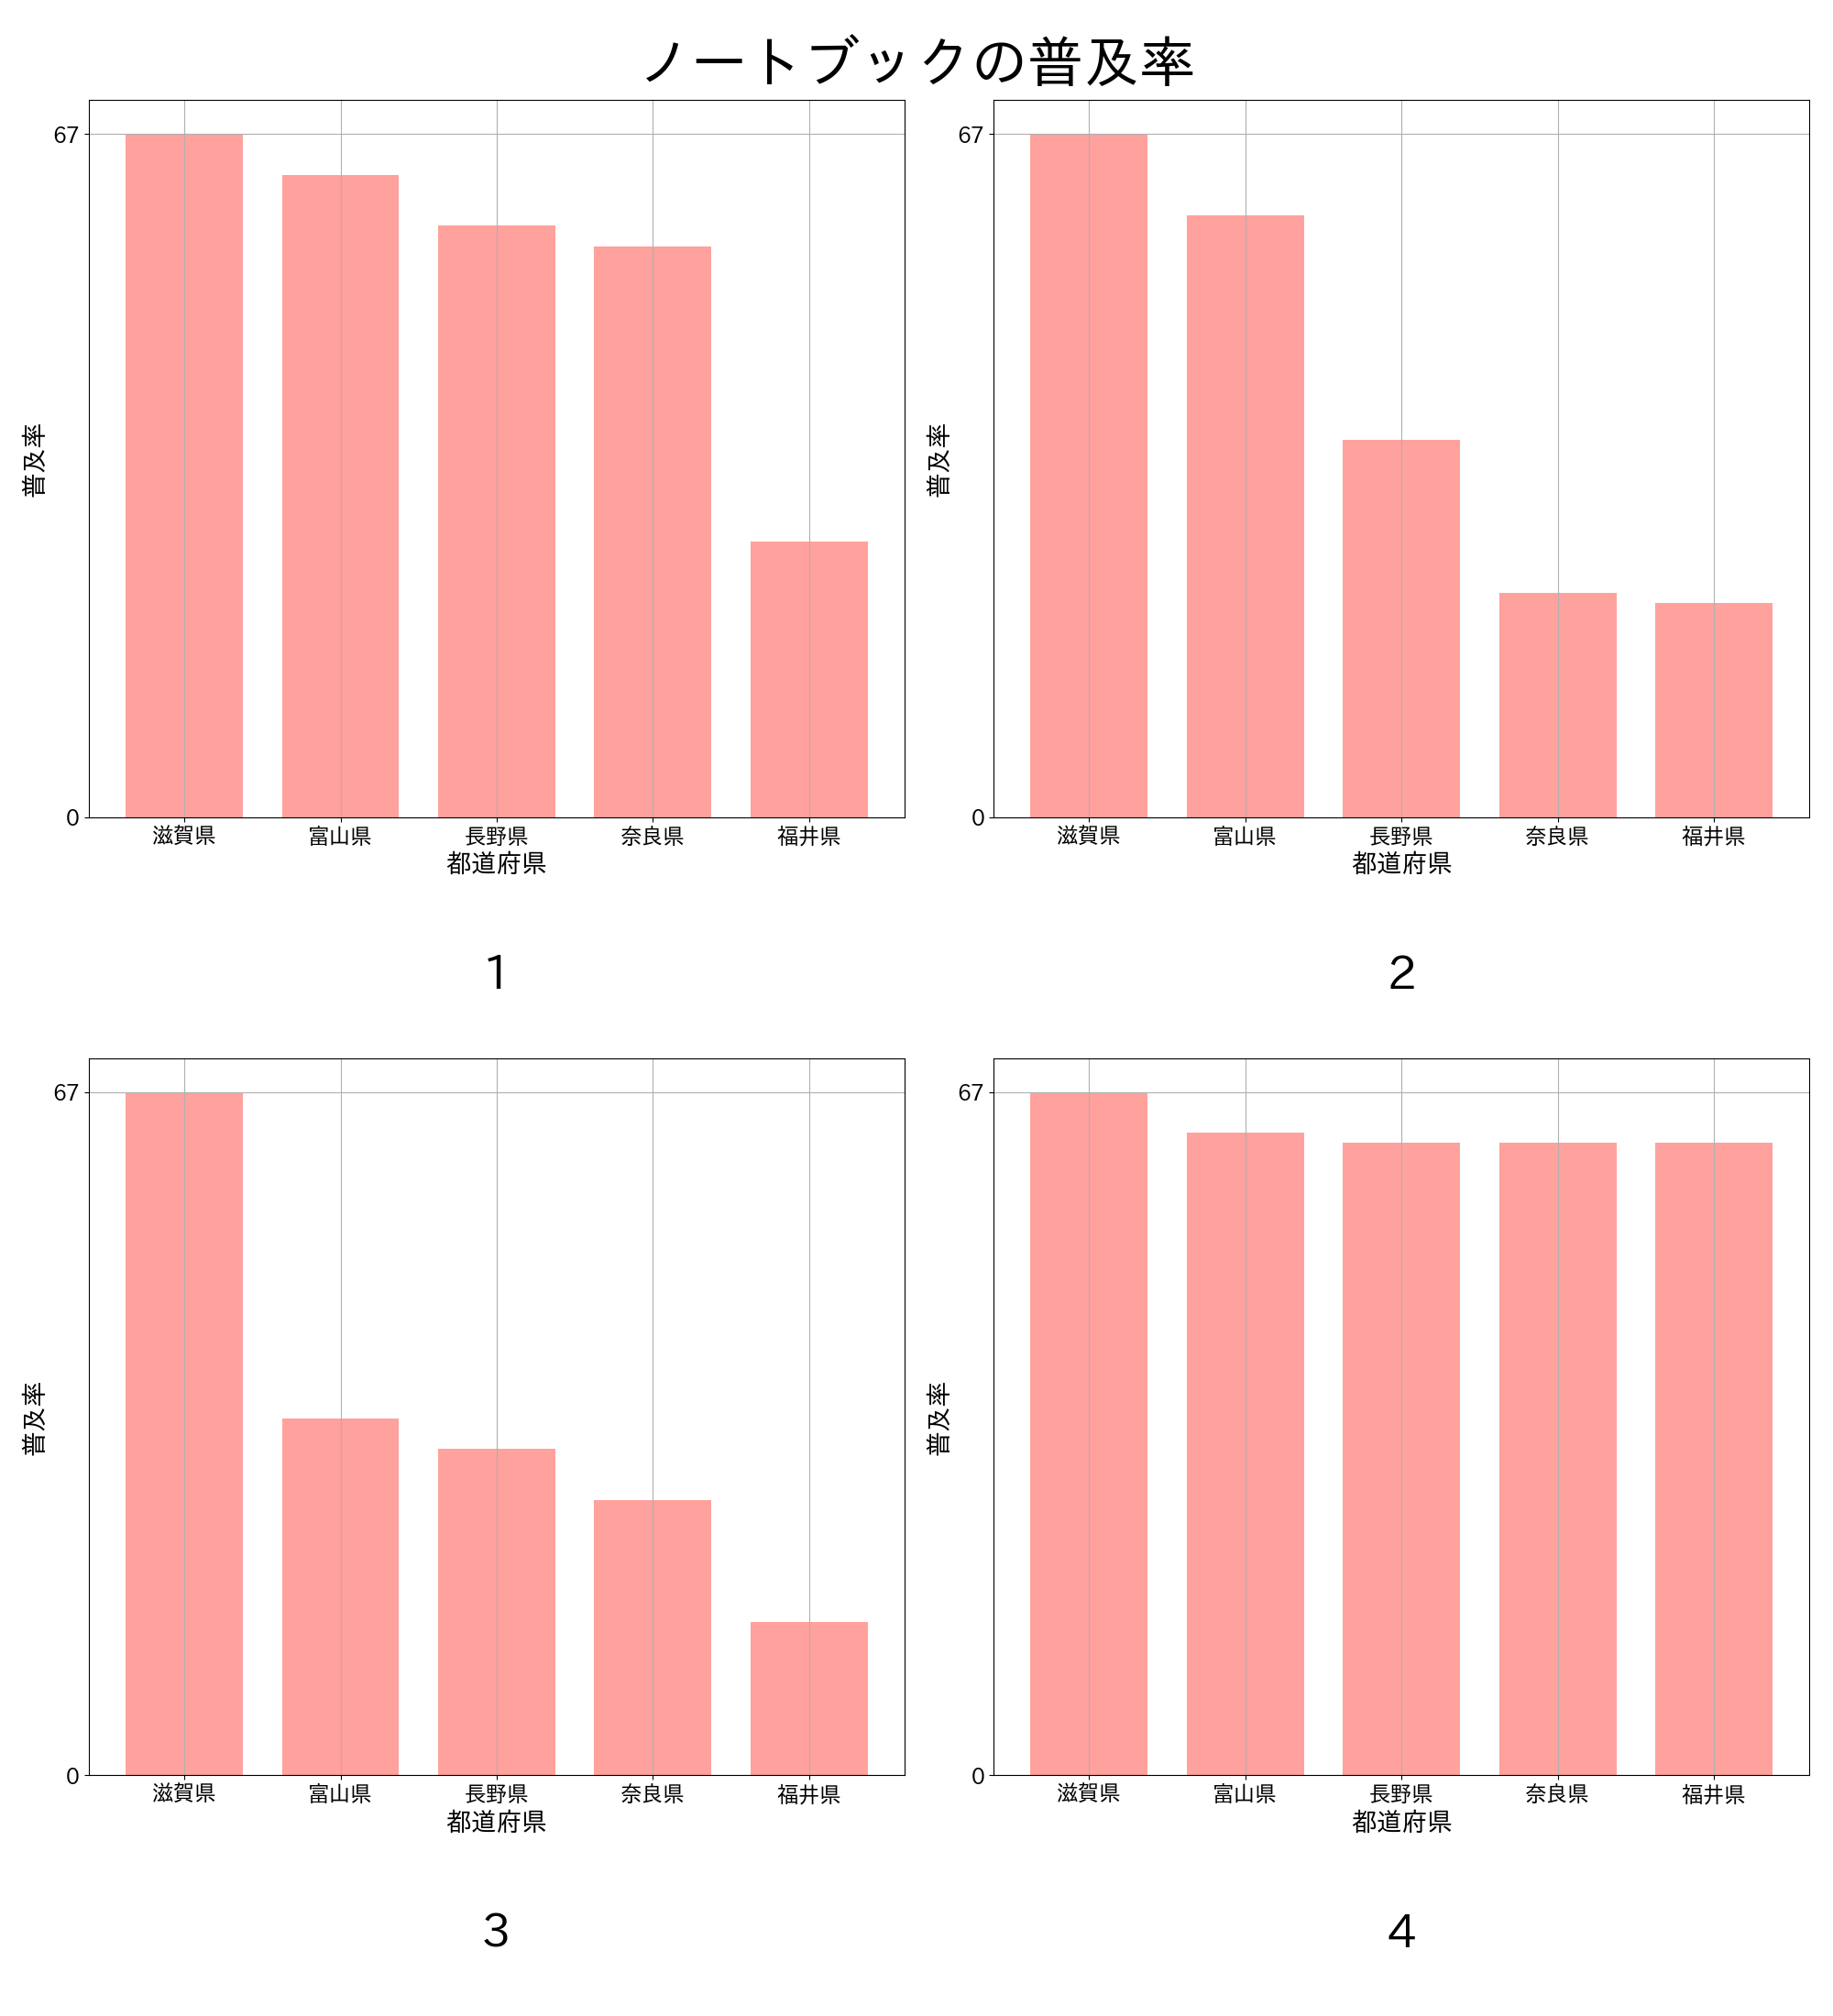 ノートブックの普及率
67
0
普及率
滋賀県 富山県 長野県 奈良県 福井県
都道府県
1
67
0
普及率
滋賀県 富山県 長野県 奈良県 福井県
都道府県
2
67
0
普及率
滋賀県 富山県 長野県 奈良県 福井県
都道府県
3
67
0
普及率
滋賀県 富山県 長野県 奈良県 福井県
都道府県
4